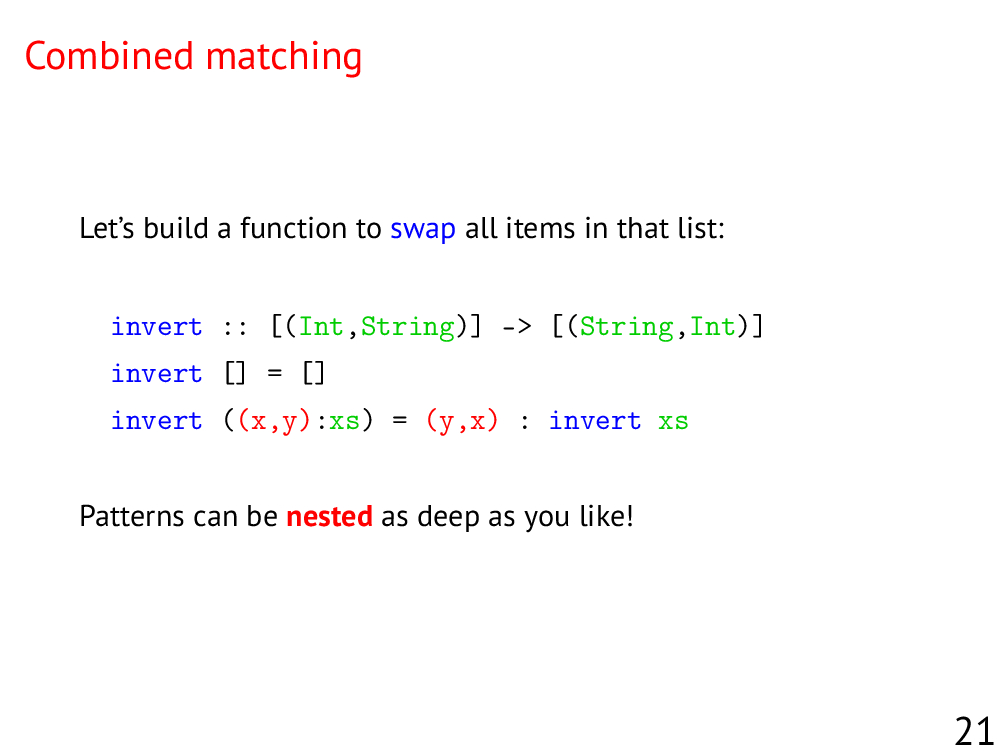 Combined matching
Let’s build a function to swap all items in that list:
invert :: [(Int,String)] -> [(String,Int)]
invert [] = []
invert ((x,y):xs) = (y,x) : invert xs
Patterns can be nested as deep as you like!
21